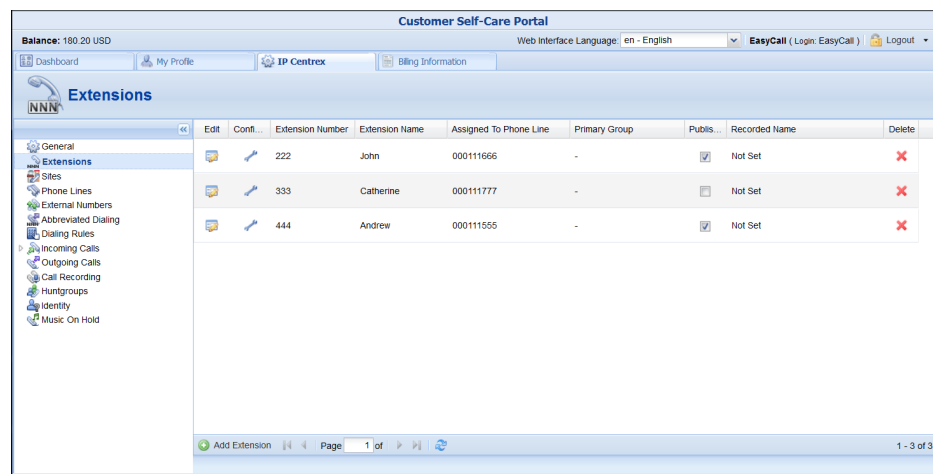 Customer Self-Care Portal
Balance: 180.20 USD Web Interface Language: en - English EasyCall ( Login: EasyCall ) Logout
Dashboard My Profile IP Centrex Billing Information
NNN Extensions
Edit Confi... Extension Number Extension Name Assigned To Phone Line Primary Group Publis... Recorded Name Delete
General
NNN Extensions
Sites
Phone Lines
External Numbers
Abbreviated Dialing
Dialing Rules
Incoming Calls
Outgoing Calls
Call Recording
Huntgroups
Identity
Music On Hold
222 John 000111666 - Not Set
333 Catherine 000111777 - Not Set
444 Andrew 000111555 - Not Set
Add Extension Page 1 of 1 - 3 of 3